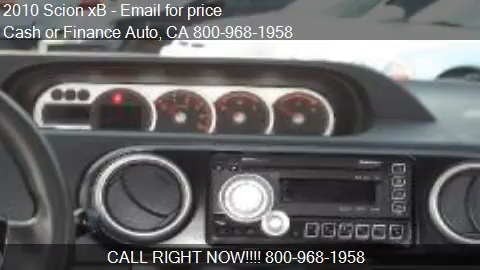 2010 Scion xB - Email for price
Cash or Finance Auto, CA 800-968-1958
CALL RIGHT NOW!!!! 800-968-1958